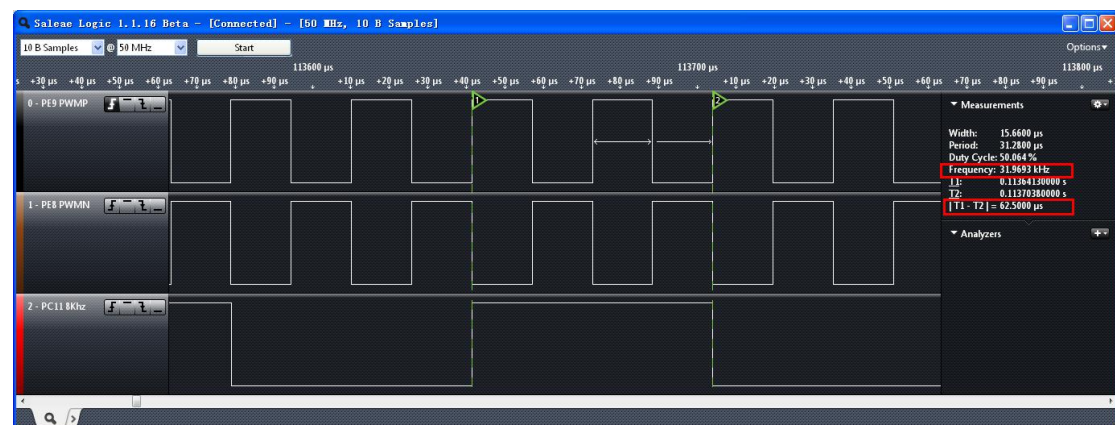 Saleae Logic 1.1.16 Beta - [Connected] - [50 MHz, 10 B Samples]
10 B Samples @ 50 MHz Start Options
113600 µs 113700 µs 113800 µs
s +30 µs +40 µs +50 µs +60 µs +70 µs +80 µs +90 µs +10 µs +20 µs +30 µs +40 µs +50 µs +60 µs +70 µs +80 µs +90 µs +10 µs +20 µs +30 µs +40 µs +50 µs +60 µs +70 µs +80 µs +90 µs +
0 - PE9 PWMP
1 2
Measurements
Width: 15.6600 µs
Period: 31.2800 µs
Duty Cycle: 50.064 %
Frequency: 31.9693 kHz
T1: 0.11364130000 s
T2: 0.11370380000 s
| T1 - T2 | = 62.5000 µs
1 - PE8 PWMN
Analyzers
2 - PC11 8Khz